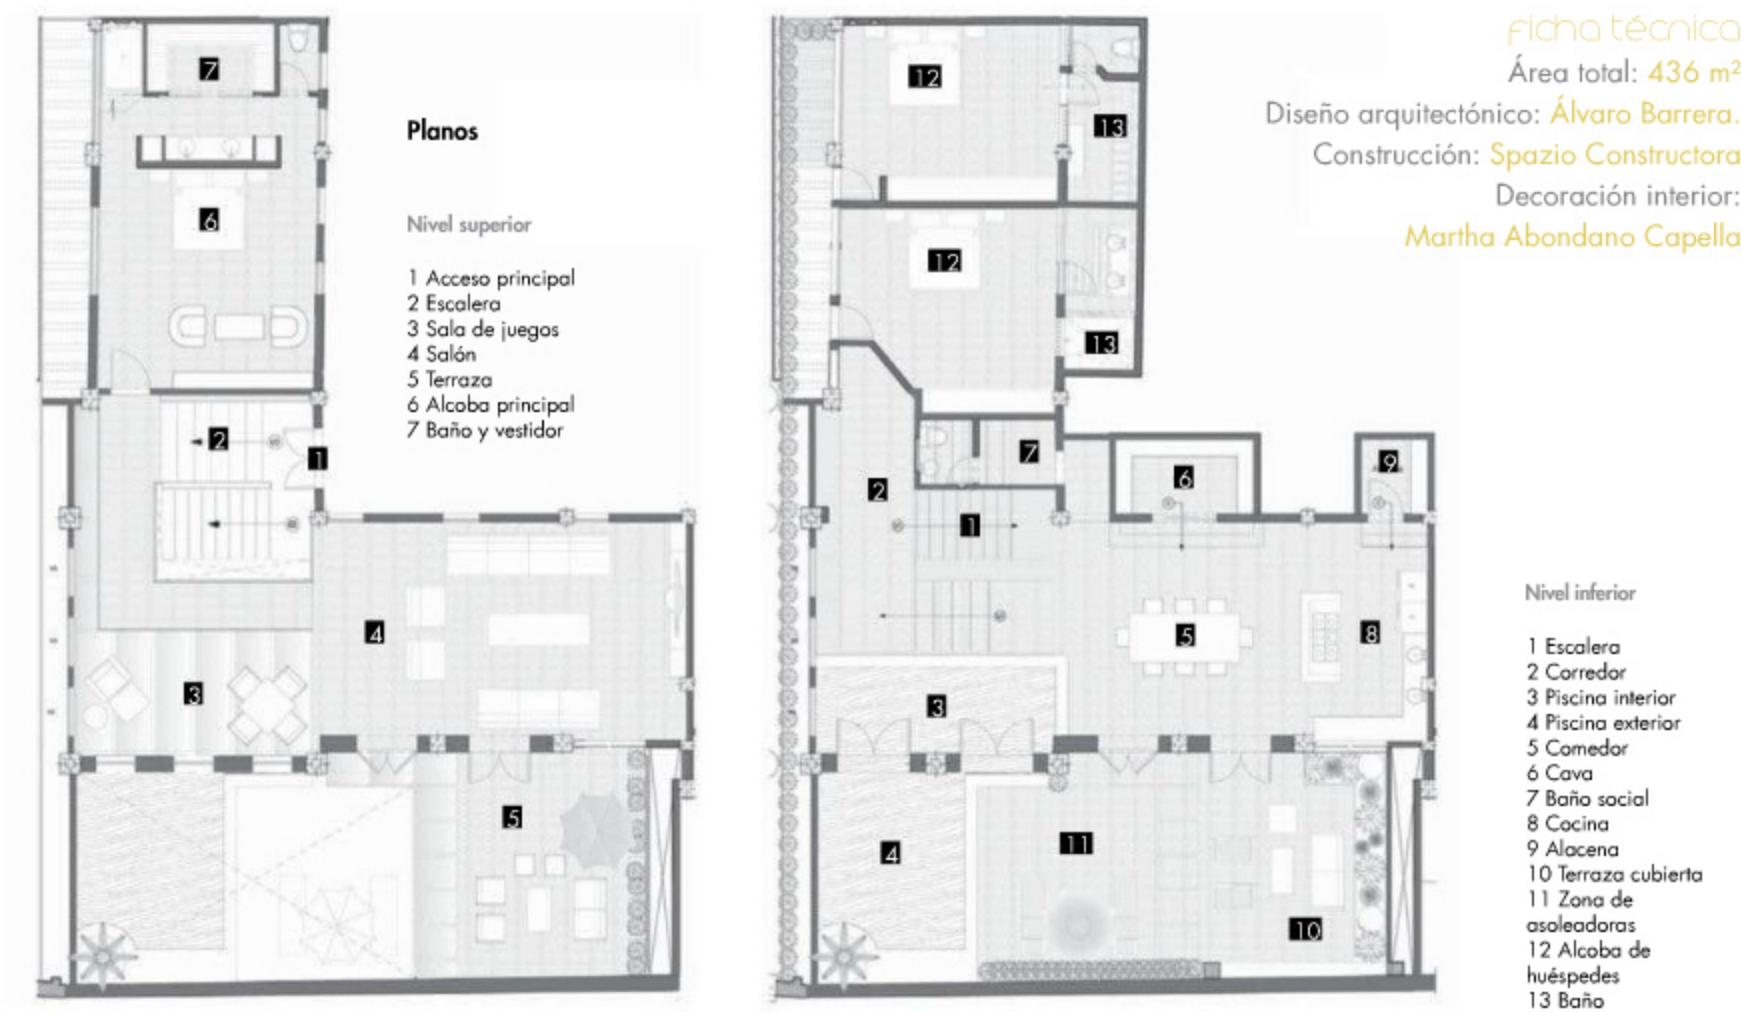 Planos
Nivel superior
1 Acceso principal
2 Escalera
3 Sala de juegos
4 Salón
5 Terraza
6 Alcoba principal
7 Baño y vestidor
7
6
2
1
4
3
5
12
13
12
13
7
6
9
2
1
5
8
3
4
11
10
ficha técnica
Área total: 436 m²
Diseño arquitectónico: Álvaro Barrera.
Construcción: Spazio Constructora
Decoración interior:
Martha Abondano Capella
Nivel inferior
1 Escalera
2 Corredor
3 Piscina interior
4 Piscina exterior
5 Comedor
6 Cava
7 Baño social
8 Cocina
9 Alacena
10 Terraza cubierta
11 Zona de
asoleadoras
12 Alcoba de
huéspedes
13 Baño